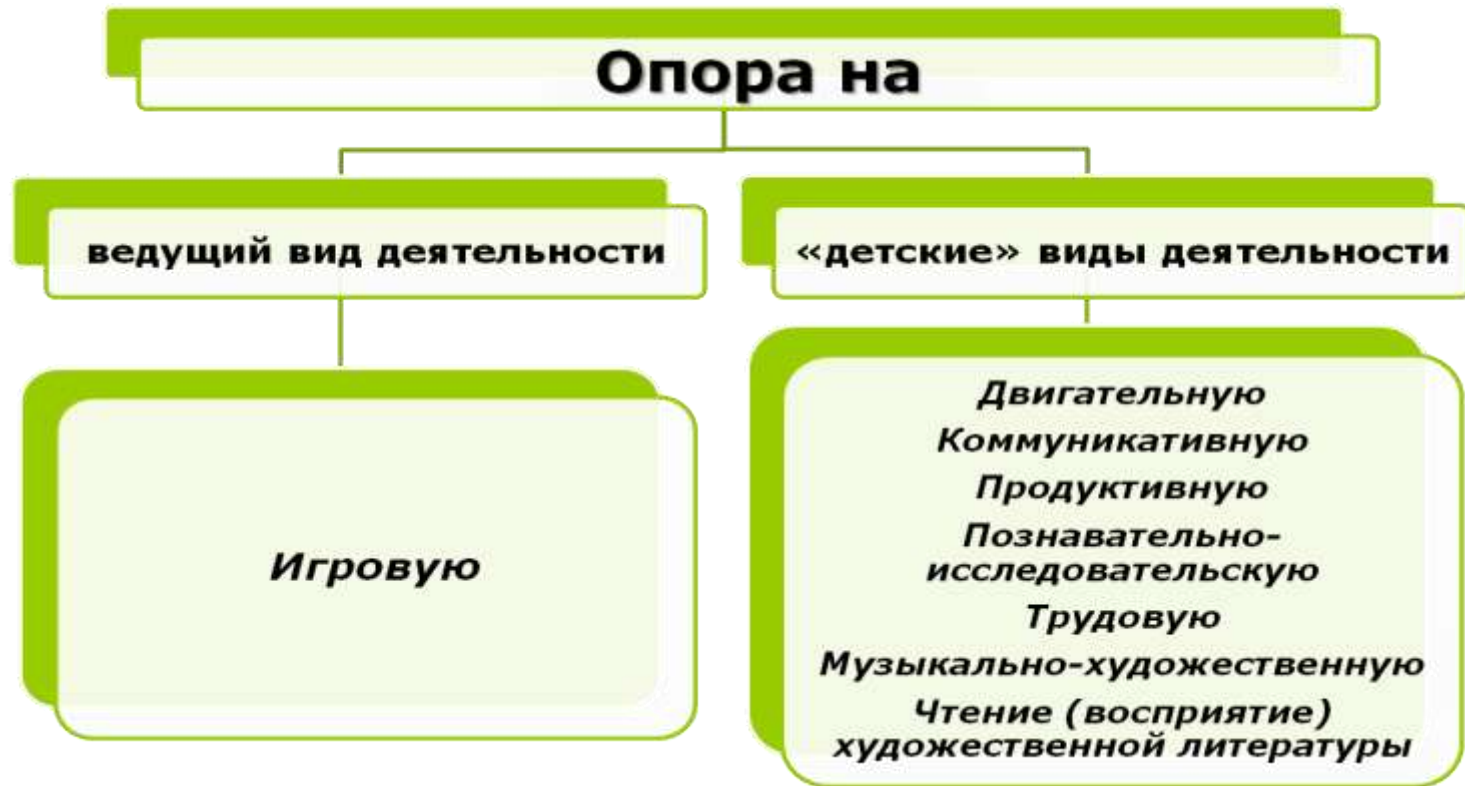 Опора на
ведущий вид деятельности
«детские» виды деятельности
Игровую
Двигательную
Коммуникативную
Продуктивную
Познавательно-
исследовательскую
Трудовую
Музыкально-художественную
Чтение (восприятие)
художественной литературы